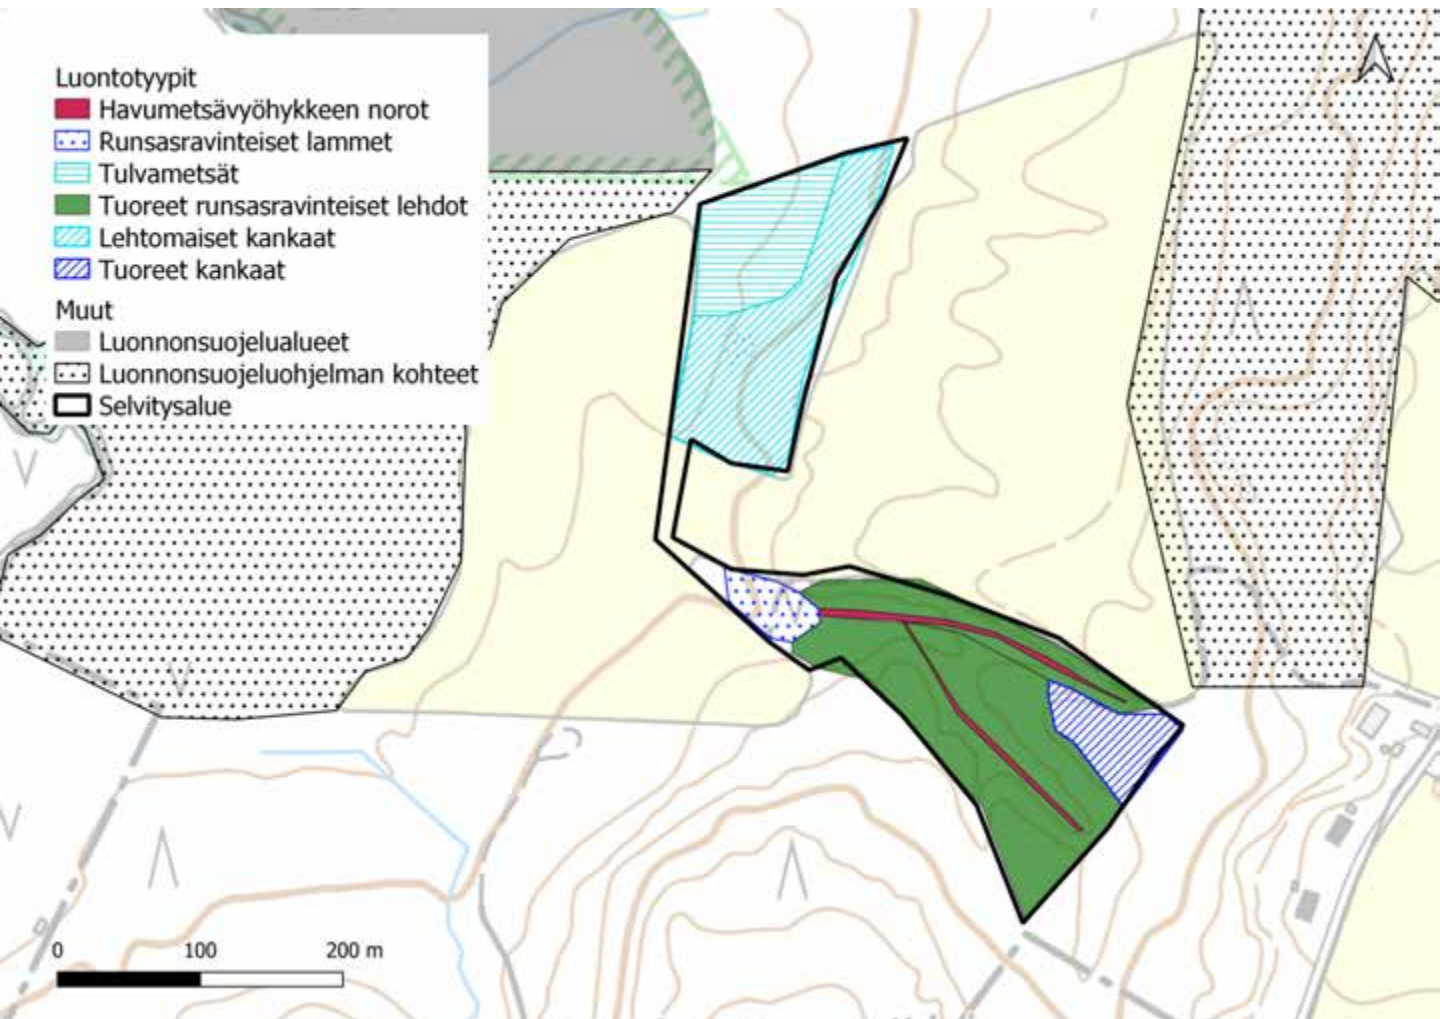 Luontotyypit
Havumetsävyöhykkeen norot
Runsasravinteiset lammet
Tulvametsät
Tuoreet runsasravinteiset lehdot
Lehtomaiset kankaat
Tuoreet kankaat
Muut
Luonnonsuojelualueet
Luonnonsuojeluohjelman kohteet
Selvitysalue
0 100 200 m